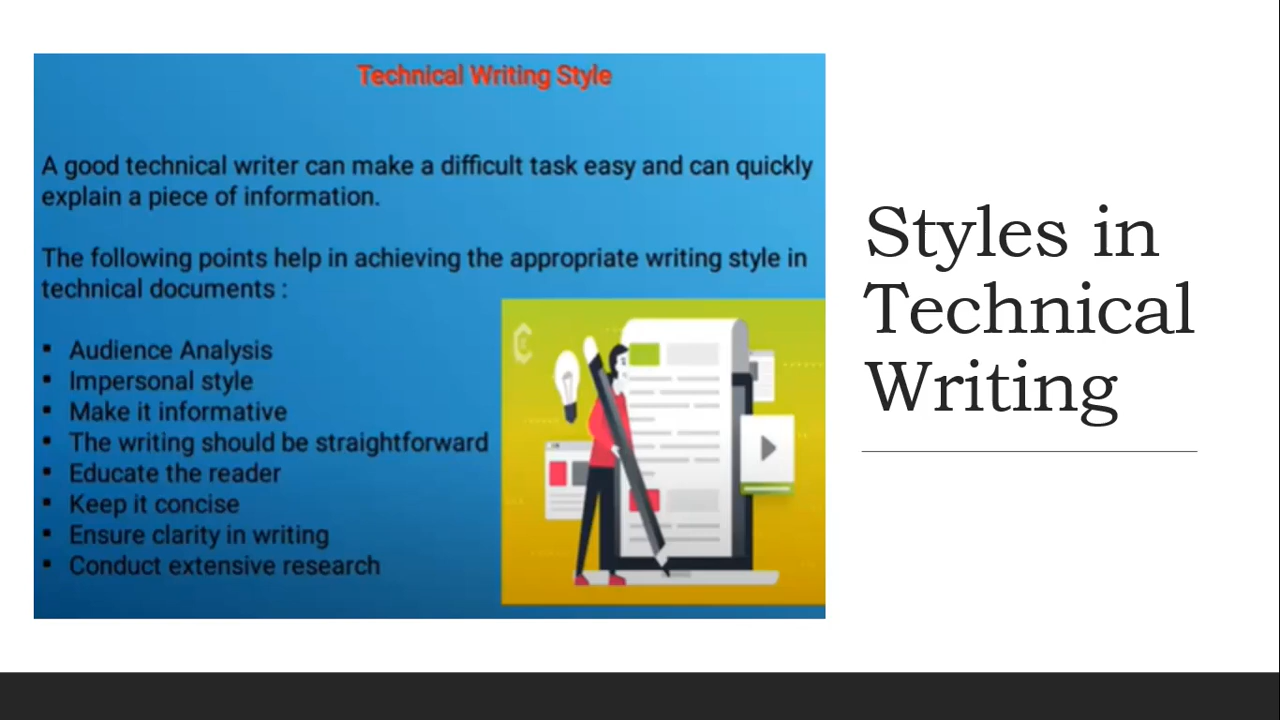 Technical Writing Style
A good technical writer can make a difficult task easy and can quickly
explain a piece of information.
The following points help in achieving the appropriate writing style in
technical documents :
▪ Audience Analysis
▪ Impersonal style
▪ Make it informative
▪ The writing should be straightforward
▪ Educate the reader
▪ Keep it concise
▪ Ensure clarity in writing
▪ Conduct extensive research
Styles in
Technical
Writing